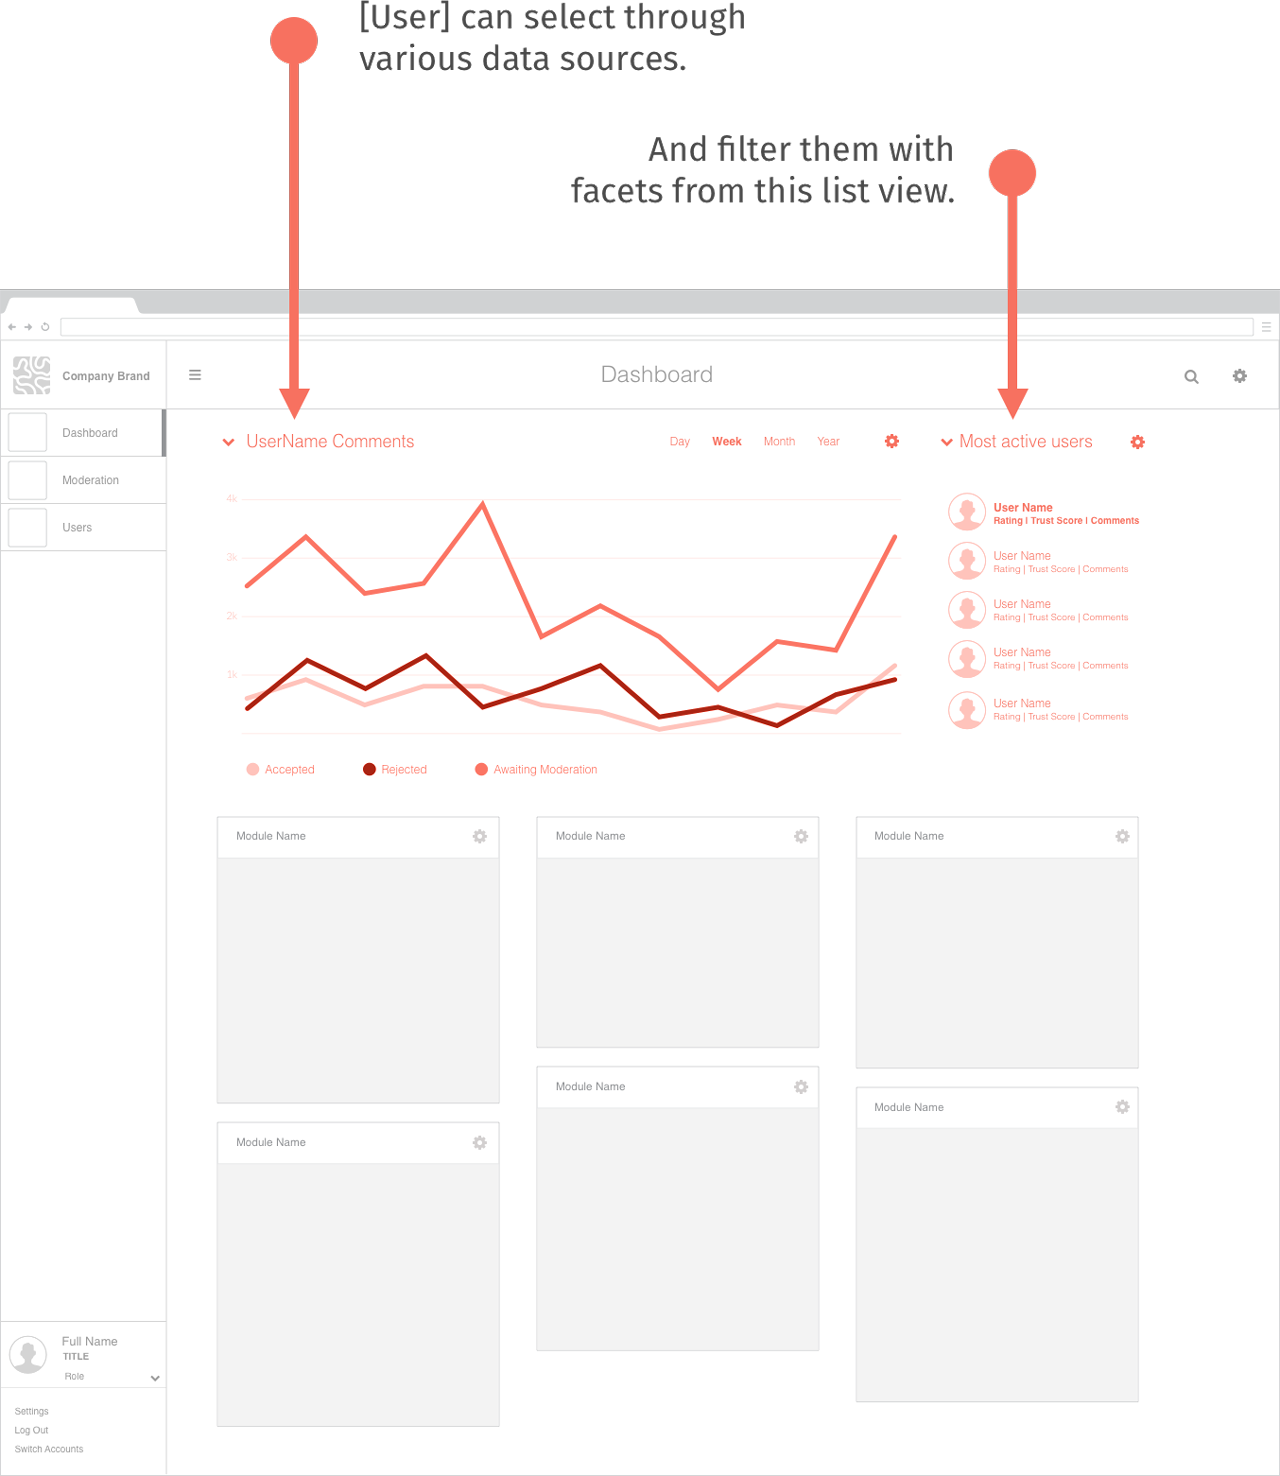 [User] can select through
various data sources.
And filter them with
facets from this list view.
Company Brand
Dashboard
Dashboard
Moderation
Users
UserName Comments
Day Week Month Year
Most active users
4k
3k
2k
1k
User Name
Rating | Trust Score | Comments
User Name
Rating | Trust Score | Comments
User Name
Rating | Trust Score | Comments
User Name
Rating | Trust Score | Comments
User Name
Rating | Trust Score | Comments
Accepted Rejected Awaiting Moderation
Module Name
Module Name
Module Name
Module Name
Module Name
Module Name
Full Name
TITLE
Role
Settings
Log Out
Switch Accounts